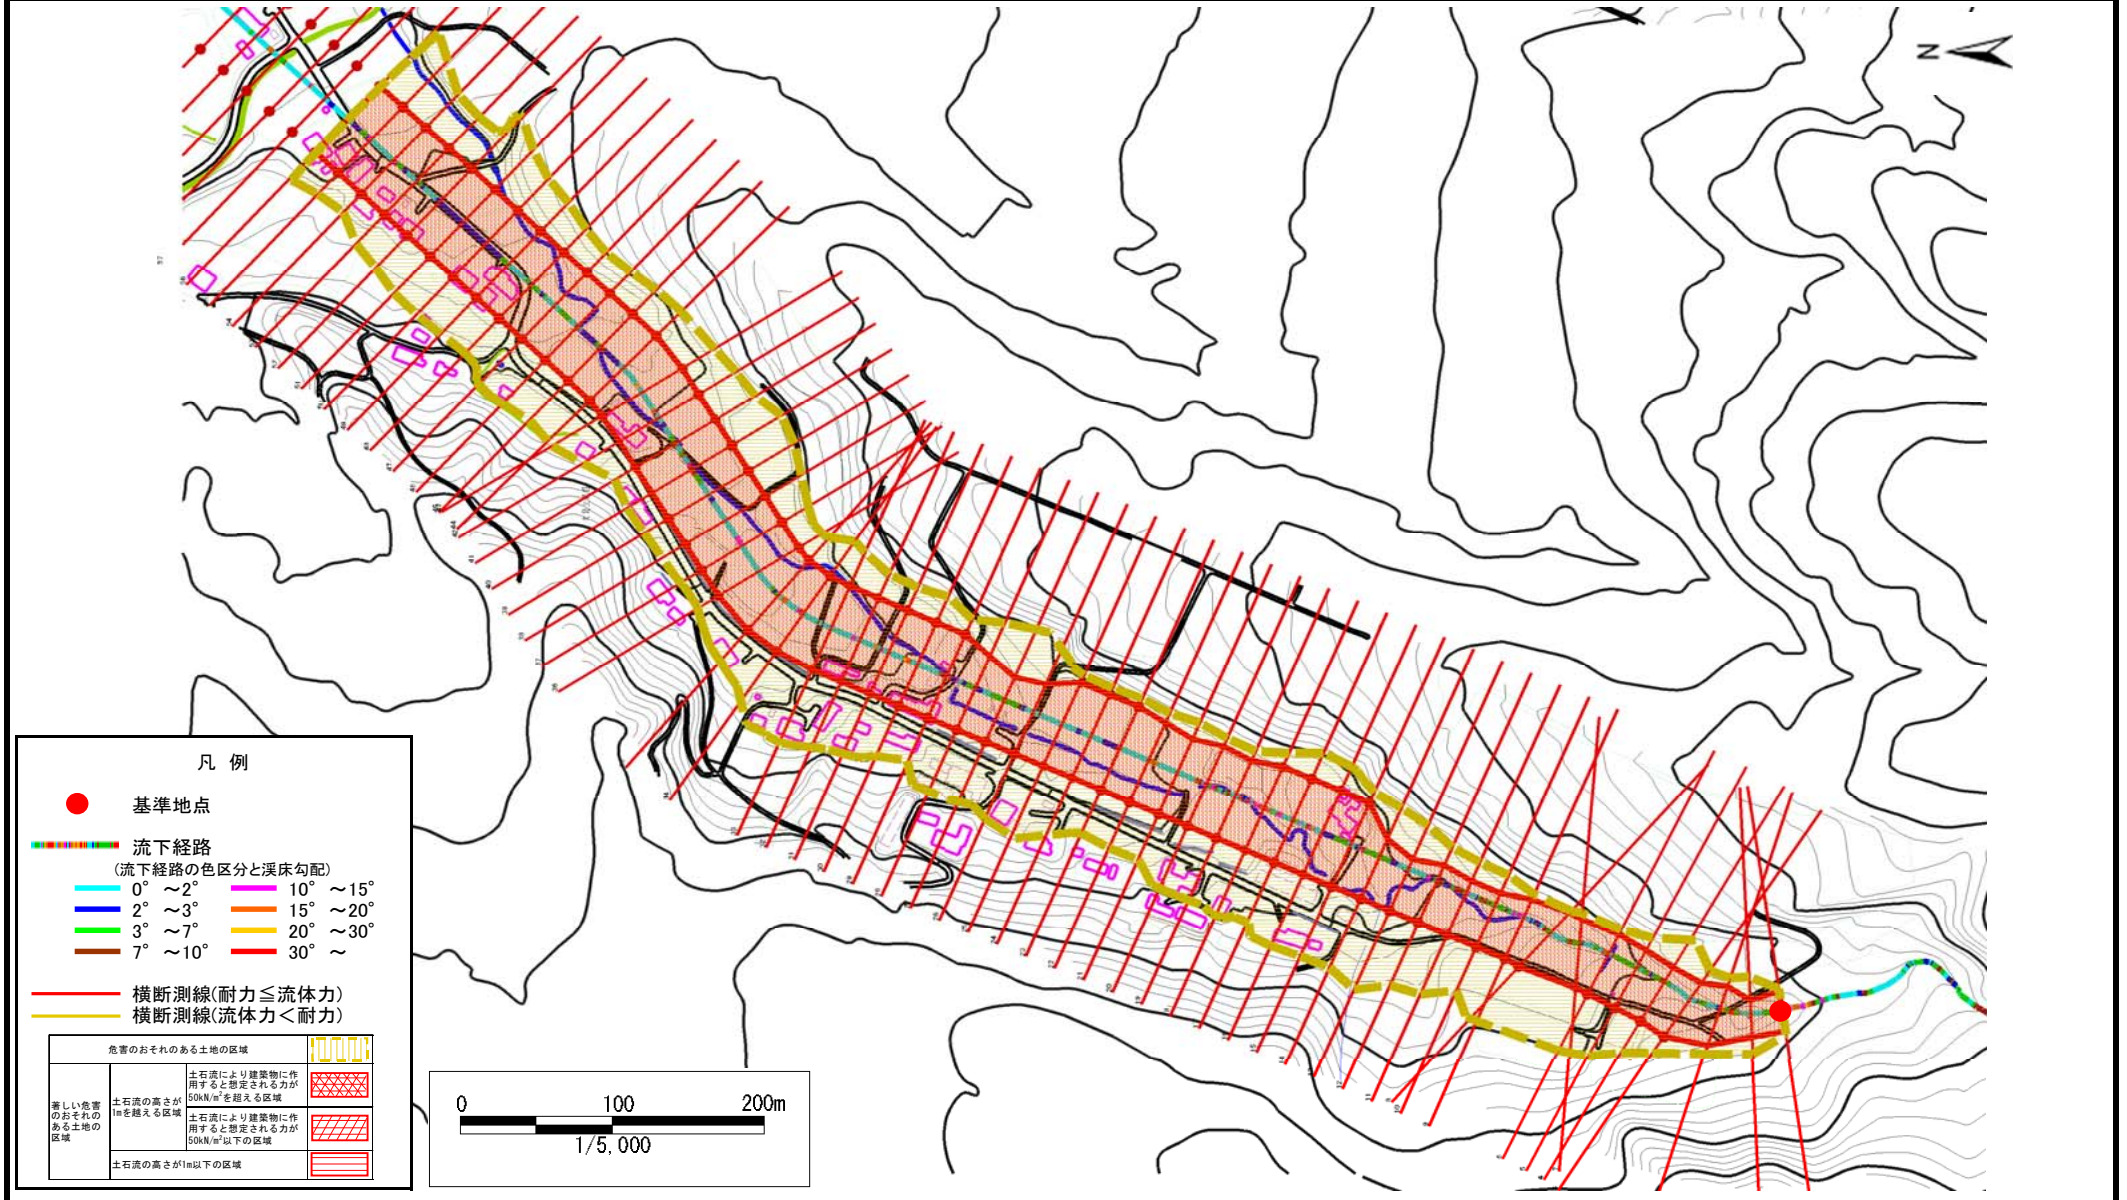 N
凡 例
基準地点
流下経路
(流下経路の色区分と渓床勾配)
0° ～2° 10° ～15°
2° ～3° 15° ～20°
3° ～7° 20° ～30°
7° ～10° 30° ～
横断測線(耐力≦流体力)
横断測線(流体力＜耐力)
危害のおそれのある土地の区域
著しい危害
のおそれの
ある土地の
区域
土石流の高さが
1mを越える区域
土石流により建築物に作
用すると想定される力が
50kN/m²を超える区域
土石流により建築物に作
用すると想定される力が
50kN/m²以下の区域
土石流の高さが1m以下の区域
0 100 200m
1/5,000